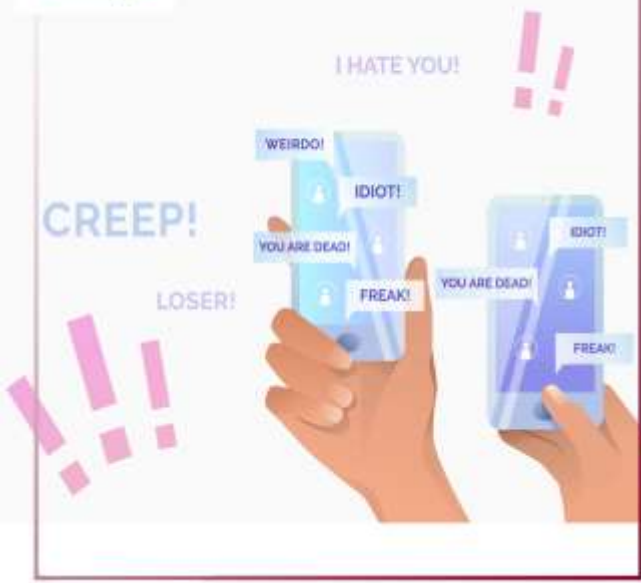 I HATE YOU!
WEIRDO!
IDIOT!
CREEP!
YOU ARE DEAD!
FREAK!
LOSER!
IDIOT!
YOU ARE DEAD!
FREAK!